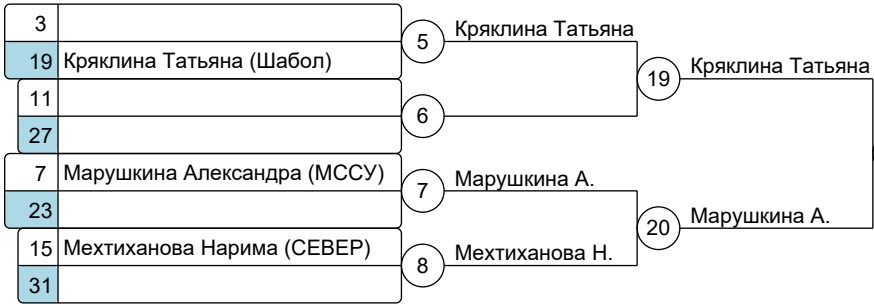 3
19 Кряклина Татьяна (Шабол)
5
Кряклина Татьяна
11
27
6
19
Кряклина Татьяна
7 Марушкина Александра (МССУ)
23
7
Марушкина А.
15 Мехтиханова Нарима (СЕВЕР)
31
8
Мехтиханова Н.
20
Марушкина А.